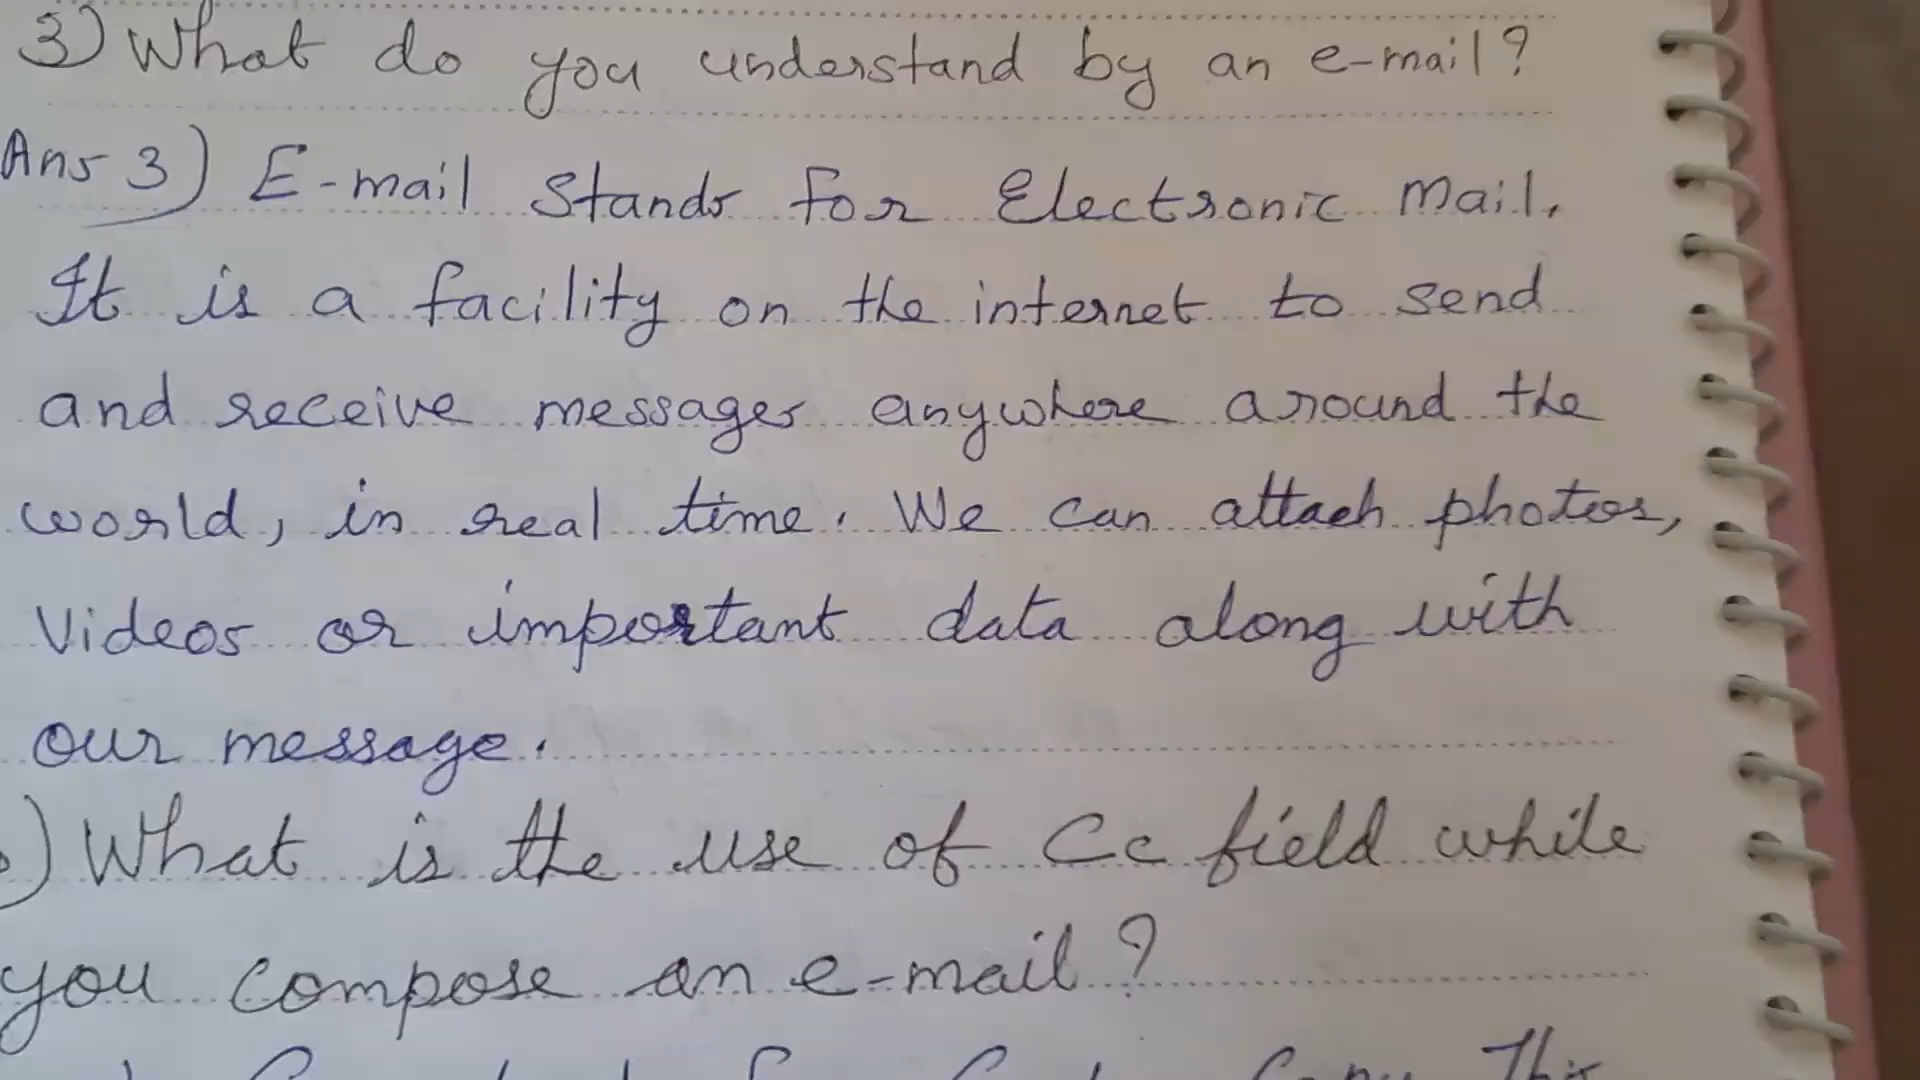 3) What do you understand by an e-mail?
Ans 3) E-mail Stands for Electronic Mail.
It is a facility on the internet to send
and receive messages anywhere around the
world, in real time. We can attach photos,
Videos or important data along with
our message.
) What is the use of Cc field while
you compose an e-mail?
This